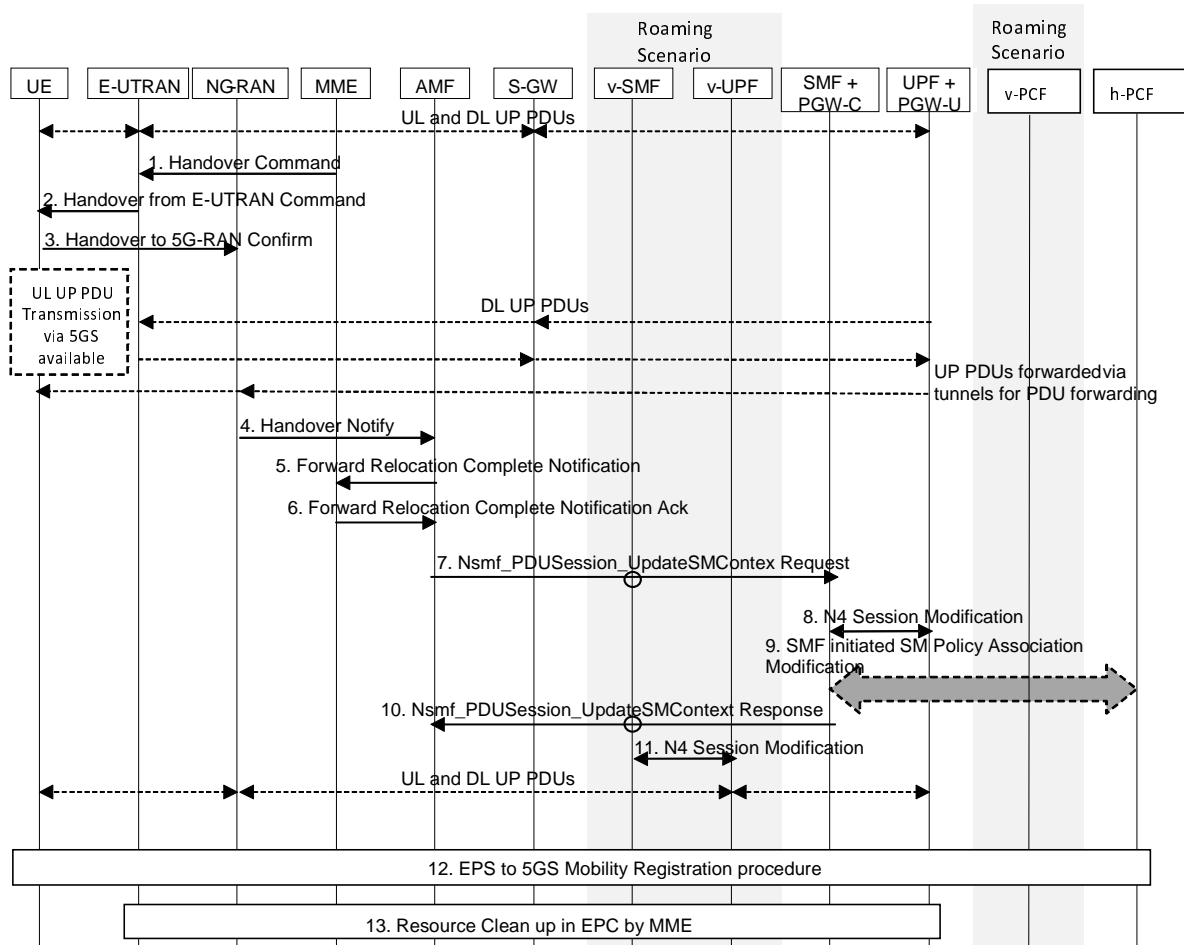 Roaming
Scenario
Roaming
Scenario
UE
E-UTRAN
NG-RAN
MME
AMF
S-GW
v-SMF
v-UPF
SMF +
PGW-C
UPF +
PGW-U
v-PCF
h-PCF
UL and DL UP PDUs
1. Handover Command
2. Handover from E-UTRAN Command
3. Handover to 5G-RAN Confirm
UL UP PDU
Transmission
via 5GS
available
DL UP PDUs
UP PDUs forwardedvia
tunnels for PDU forwarding
4. Handover Notify
5. Forward Relocation Complete Notification
6. Forward Relocation Complete Notification Ack
7. Nsmf_PDUSession_UpdateSMContex Request
8. N4 Session Modification
9. SMF initiated SM Policy Association
Modification
10. Nsmf_PDUSession_UpdateSMContext Response
11. N4 Session Modification
UL and DL UP PDUs
12. EPS to 5GS Mobility Registration procedure
13. Resource Clean up in EPC by MME